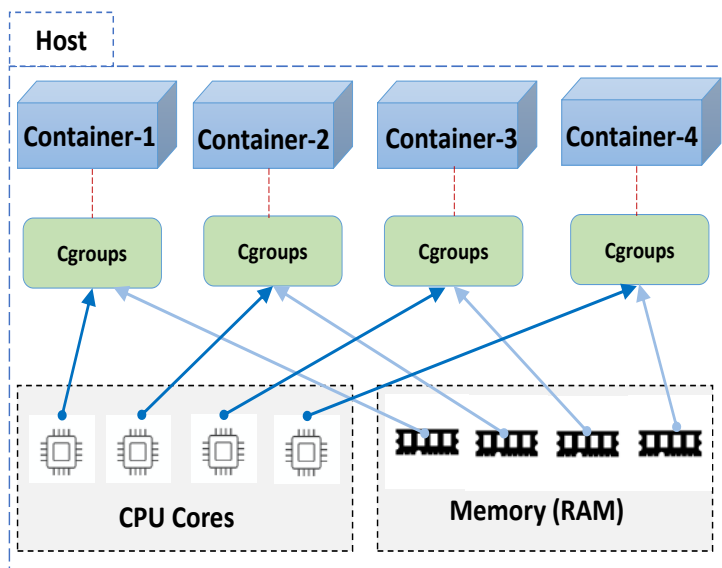 Host
Container-1
Container-2
Container-3
Container-4
Cgroups
Cgroups
Cgroups
Cgroups
CPU Cores
Memory (RAM)